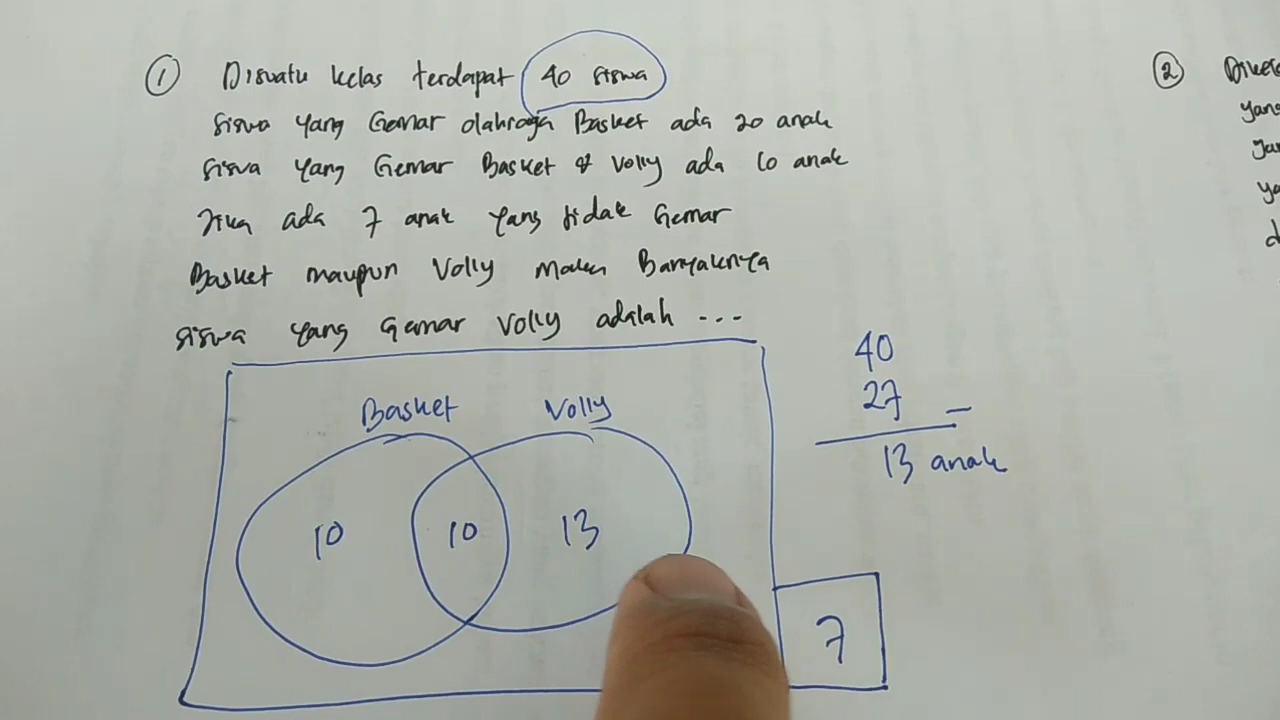 ① Disuatu kelas terdapat 40 siswa
siswa yang Gemar olahraga Basket ada 20 anak
siswa yang Gemar Basket & Volly ada 10 anak
Jika ada 7 anak yang tidak Gemar
Basket maupun Volly Maka Banyaknya
siswa yang Gemar Volly adalah ...
②
yang
40
27 -
13 anak
Basket Volly
10 10 13
7